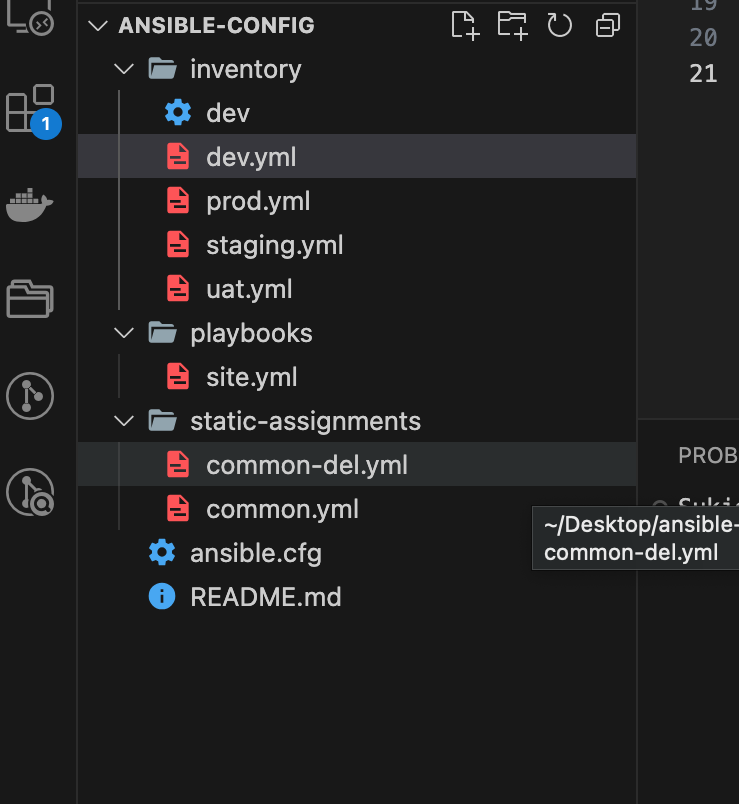 ANSIBLE-CONFIG
19
inventory
20
dev
21
1
dev.yml
prod.yml
staging.yml
uat.yml
playbooks
site.yml
static-assignments
common-del.yml
PROB
common.yml
~/Desktop/ansible-
common-del.yml
ansible.cfg
README.md